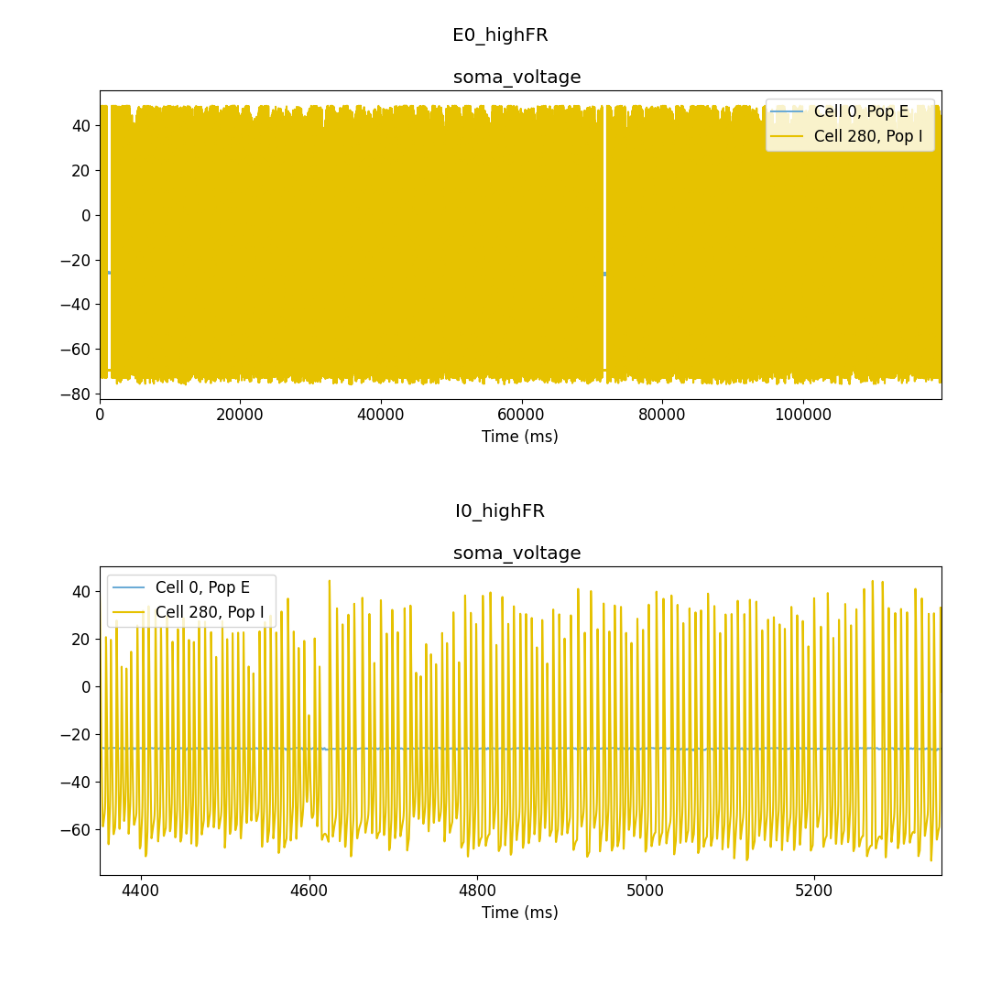 E0_highFR
soma_voltage
Cell 0, Pop E
Cell 280, Pop I
40
20
0
−20
−40
−60
−80
0 20000 40000 60000 80000 100000
Time (ms)
I0_highFR
soma_voltage
Cell 0, Pop E
Cell 280, Pop I
40
20
0
−20
−40
−60
4400 4600 4800 5000 5200
Time (ms)